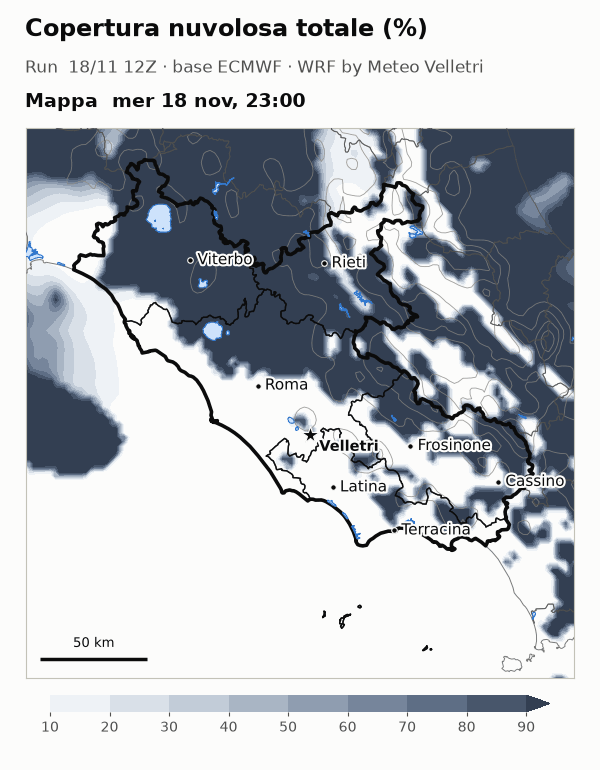 Copertura nuvolosa totale (%)
Run  18/11 12Z · base ECMWF · WRF by Meteo Velletri
Mappa  mer 18 nov, 23:00
Viterbo
Rieti
Roma
Velletri
Frosinone
Cassino
Latina
Terracina
50 km
10 20 30 40 50 60 70 80 90